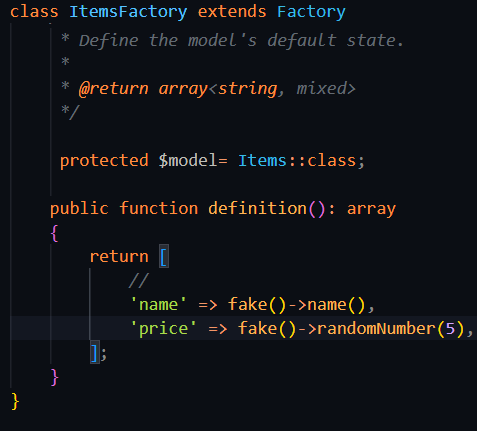 class ItemsFactory extends Factory
* Define the model's default state.
*
* @return array<string, mixed>
*/
protected $model= Items::class;
public function definition(): array
{
return [
//
'name' => fake()->name(),
'price' => fake()->randomNumber(5),
];
}
}